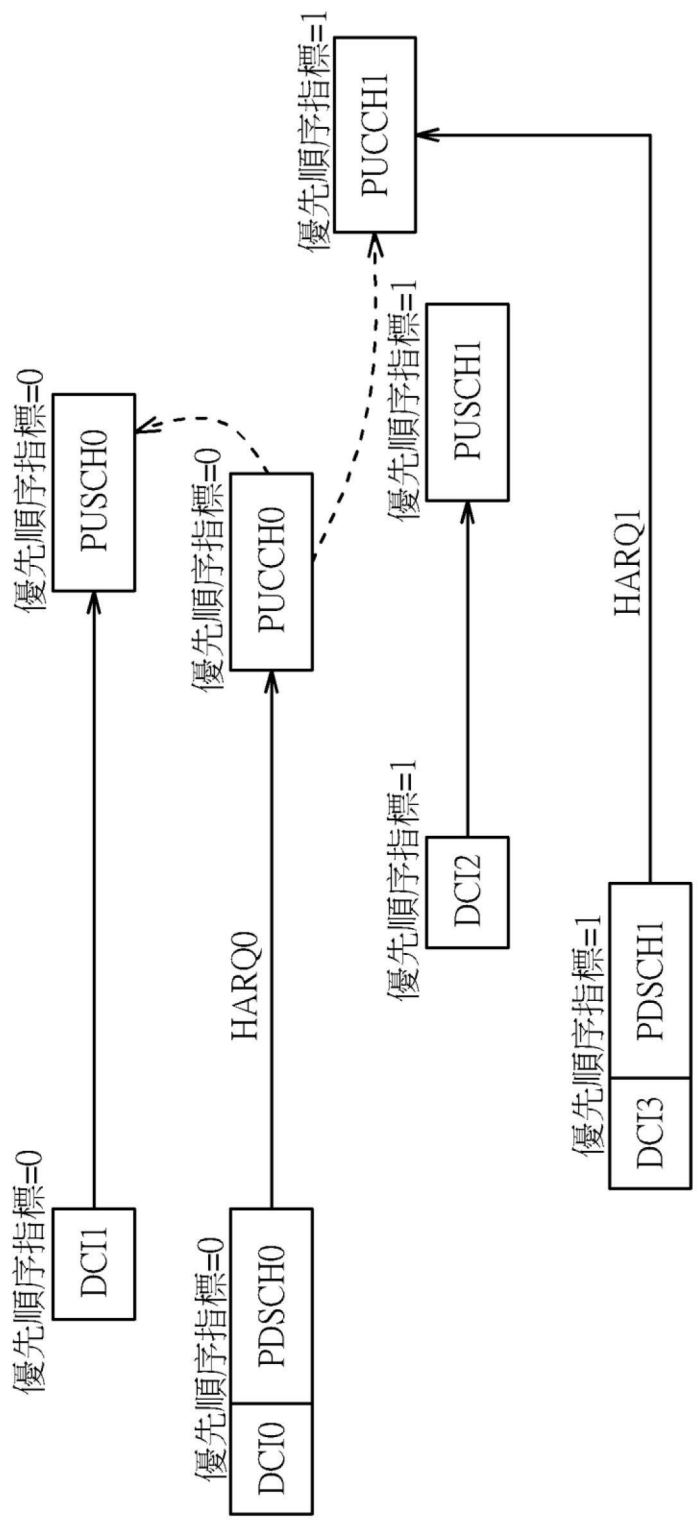 優先順序指標=0
DCI1
優先順序指標=0
PUSCH0
優先順序指標=0
DCI0
PDSCH0
HARQ0
優先順序指標=0
PUCCH0
優先順序指標=1
PUCCH1
優先順序指標=1
DCI2
優先順序指標=1
PUSCH1
優先順序指標=1
DCI3
PDSCH1
HARQ1